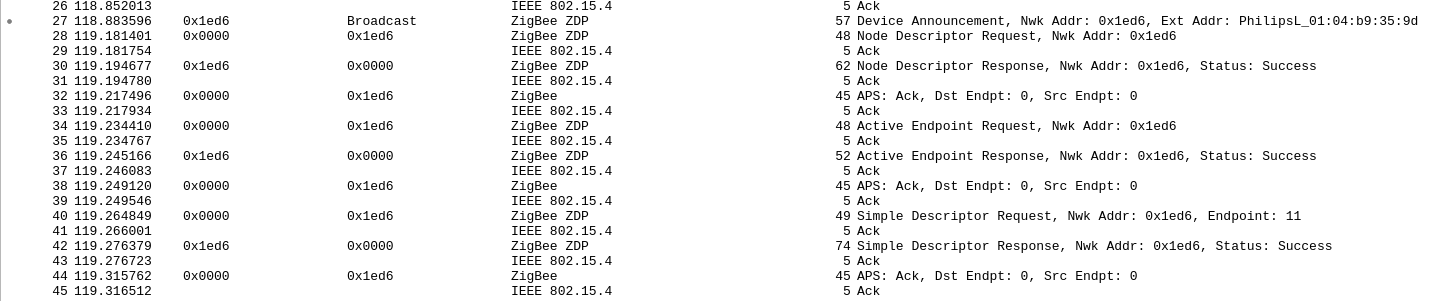 26 118.852013 IEEE 802.15.4 5 Ack
27 118.883596 0x1ed6 Broadcast ZigBee ZDP 57 Device Announcement, Nwk Addr: 0x1ed6, Ext Addr: PhilipsL_01:04:b9:35:9d
28 119.181401 0x0000 0x1ed6 ZigBee ZDP 48 Node Descriptor Request, Nwk Addr: 0x1ed6
29 119.181754 IEEE 802.15.4 5 Ack
30 119.194677 0x1ed6 0x0000 ZigBee ZDP 62 Node Descriptor Response, Nwk Addr: 0x1ed6, Status: Success
31 119.194780 IEEE 802.15.4 5 Ack
32 119.217496 0x0000 0x1ed6 ZigBee 45 APS: Ack, Dst Endpt: 0, Src Endpt: 0
33 119.217934 IEEE 802.15.4 5 Ack
34 119.234410 0x0000 0x1ed6 ZigBee ZDP 48 Active Endpoint Request, Nwk Addr: 0x1ed6
35 119.234767 IEEE 802.15.4 5 Ack
36 119.245166 0x1ed6 0x0000 ZigBee ZDP 52 Active Endpoint Response, Nwk Addr: 0x1ed6, Status: Success
37 119.246083 IEEE 802.15.4 5 Ack
38 119.249120 0x0000 0x1ed6 ZigBee 45 APS: Ack, Dst Endpt: 0, Src Endpt: 0
39 119.249546 IEEE 802.15.4 5 Ack
40 119.264849 0x0000 0x1ed6 ZigBee ZDP 49 Simple Descriptor Request, Nwk Addr: 0x1ed6, Endpoint: 11
41 119.266001 IEEE 802.15.4 5 Ack
42 119.276379 0x1ed6 0x0000 ZigBee ZDP 74 Simple Descriptor Response, Nwk Addr: 0x1ed6, Status: Success
43 119.276723 IEEE 802.15.4 5 Ack
44 119.315762 0x0000 0x1ed6 ZigBee 45 APS: Ack, Dst Endpt: 0, Src Endpt: 0
45 119.316512 IEEE 802.15.4 5 Ack